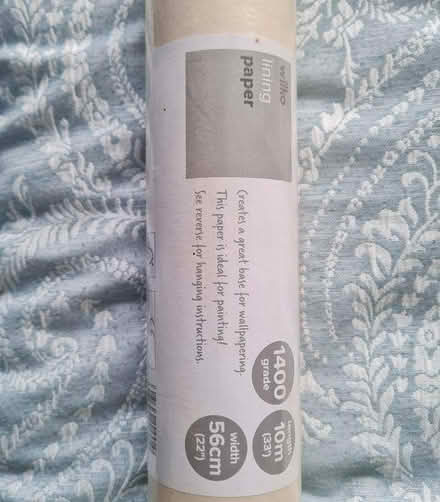 wilko
lining
paper
Creates a great base for wallpapering.
This paper is ideal for painting!
See reverse for hanging instructions.
1400
grade
length
10m
(33')
width
56cm
(22")